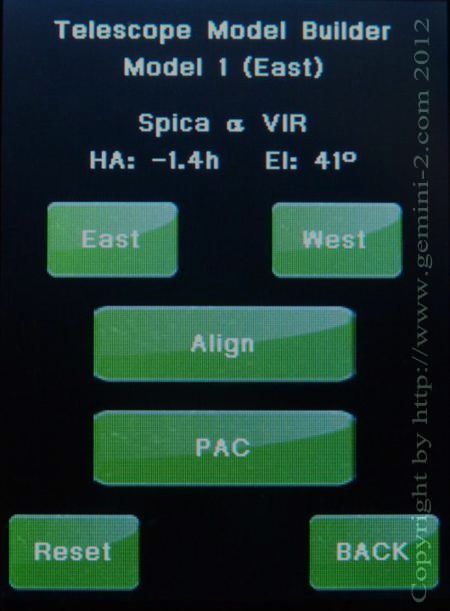 Telescope Model Builder
Model 1 (East)
Spica α VIR
HA: -1.4h El: 41º
East West
Align
PAC
Reset BACK
Copyright by http://www.gemini-2.com 2012